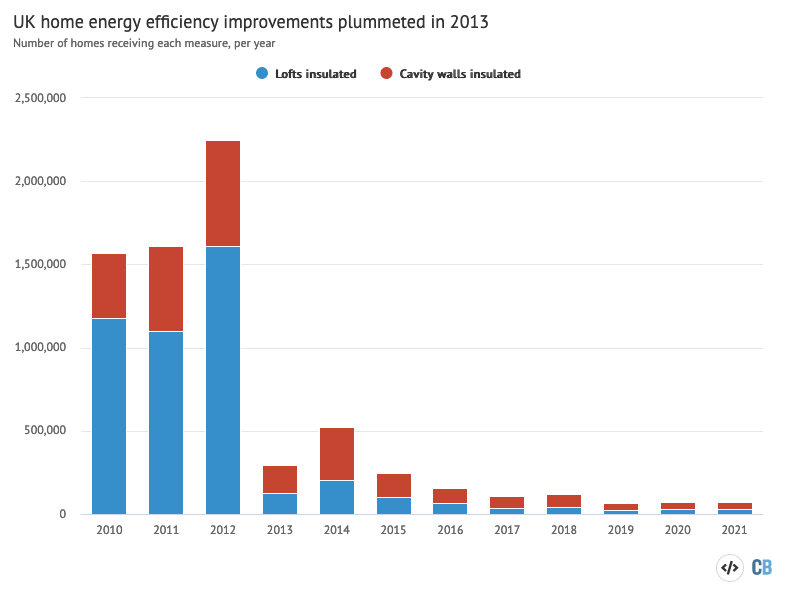 UK home energy efficiency improvements plummeted in 2013
Number of homes receiving each measure, per year
Lofts insulated Cavity walls insulated
2,500,000
2,000,000
1,500,000
1,000,000
500,000
0
2010 2011 2012 2013 2014 2015 2016 2017 2018 2019 2020 2021
</> CB